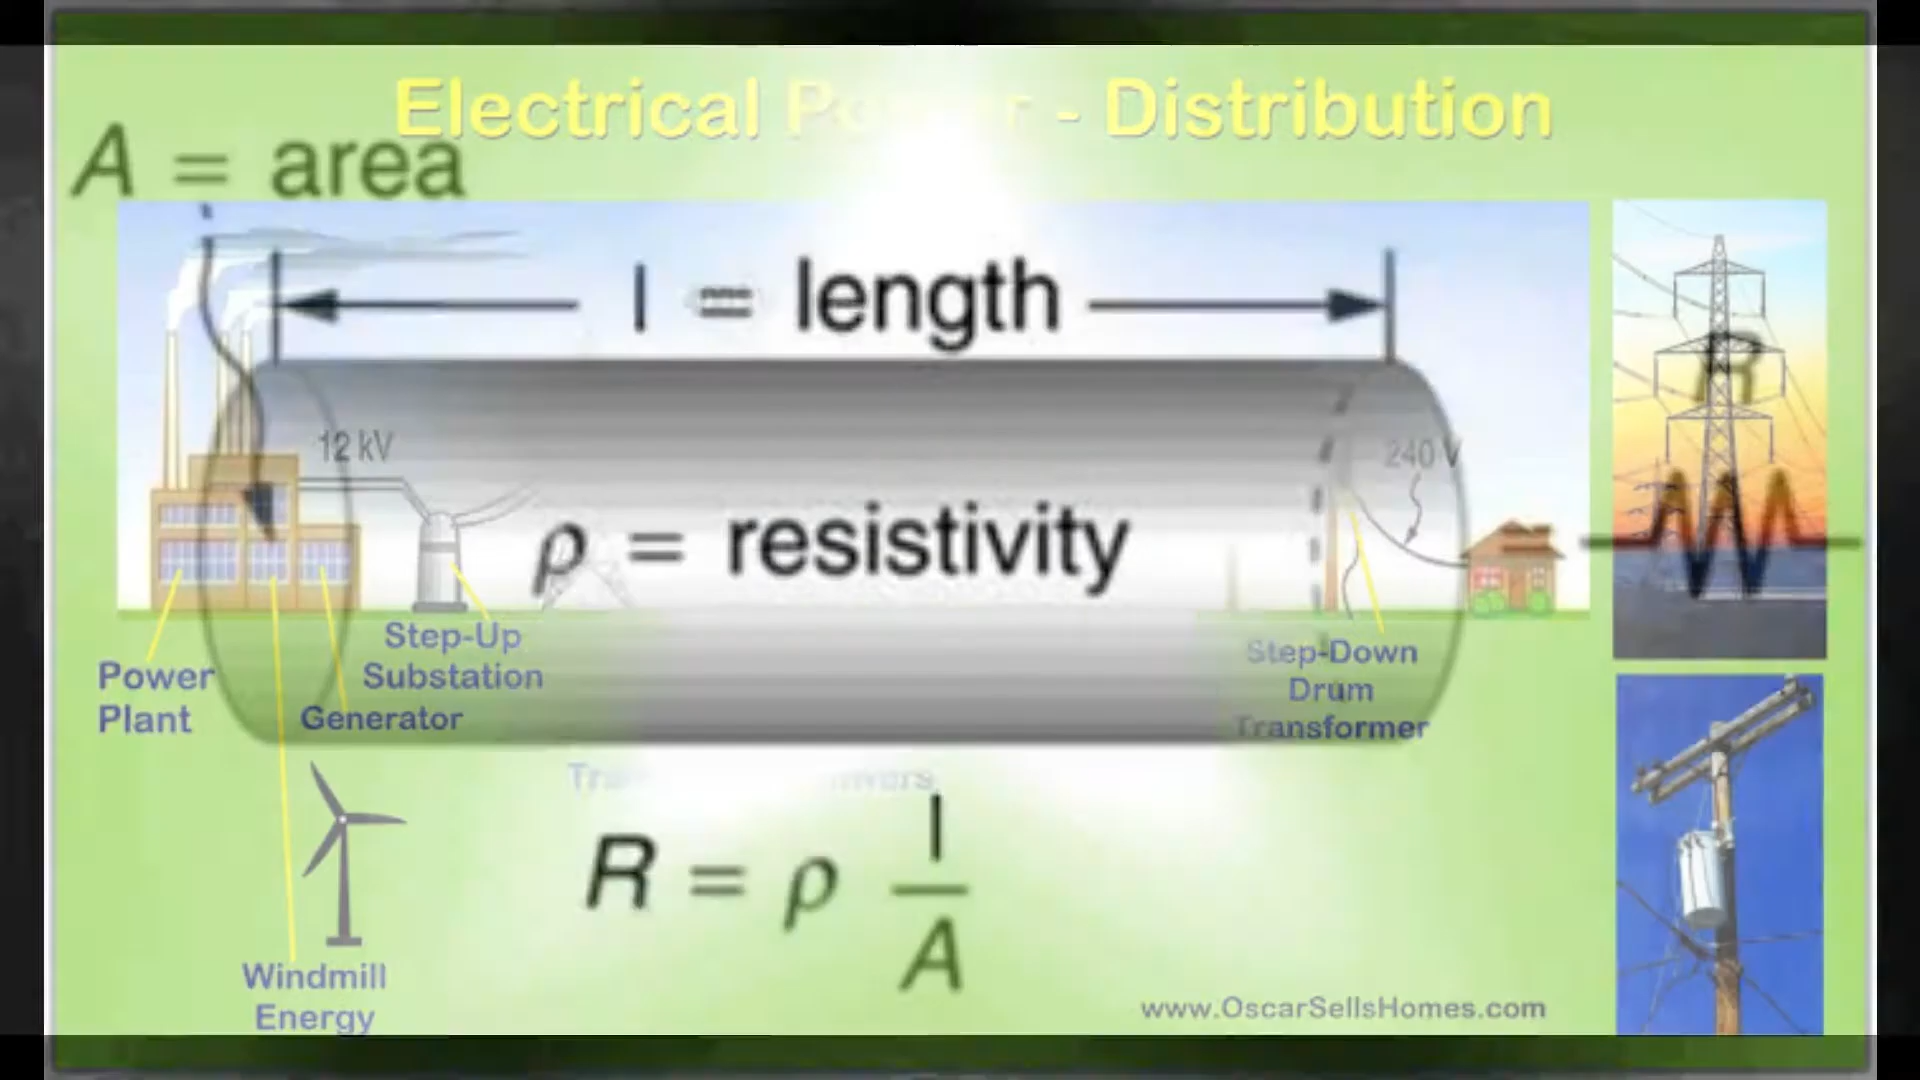 Electrical Power - Distribution
A = area
l = length
R
12 kV
240 V
ρ = resistivity
Step-Up
Substation
Power
Plant
Generator
Step-Down
Drum
Transformer
R = ρ l
A
Windmill
Energy
www.OscarSellsHomes.com